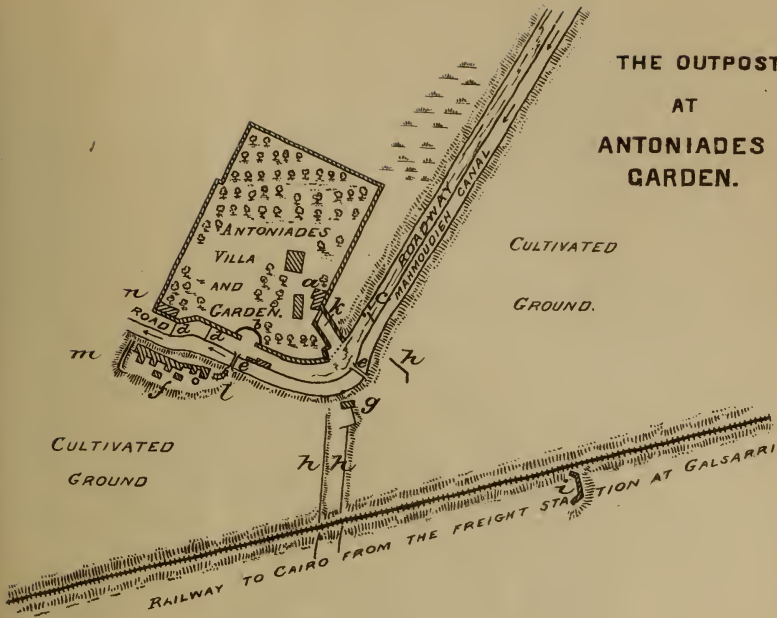 THE OUTPOST
AT
ANTONIADES
GARDEN.
ROADWAY
MAHMOUDIEH CANAL
CULTIVATED
GROUND.
ANTONIADES
VILLA
AND
GARDEN.
a
k
n
b
c
ROAD
d d
e
e
h
m
f
l
g
CULTIVATED
GROUND
h h
i
RAILWAY TO CAIRO FROM THE FREIGHT STATION AT GALSARRI